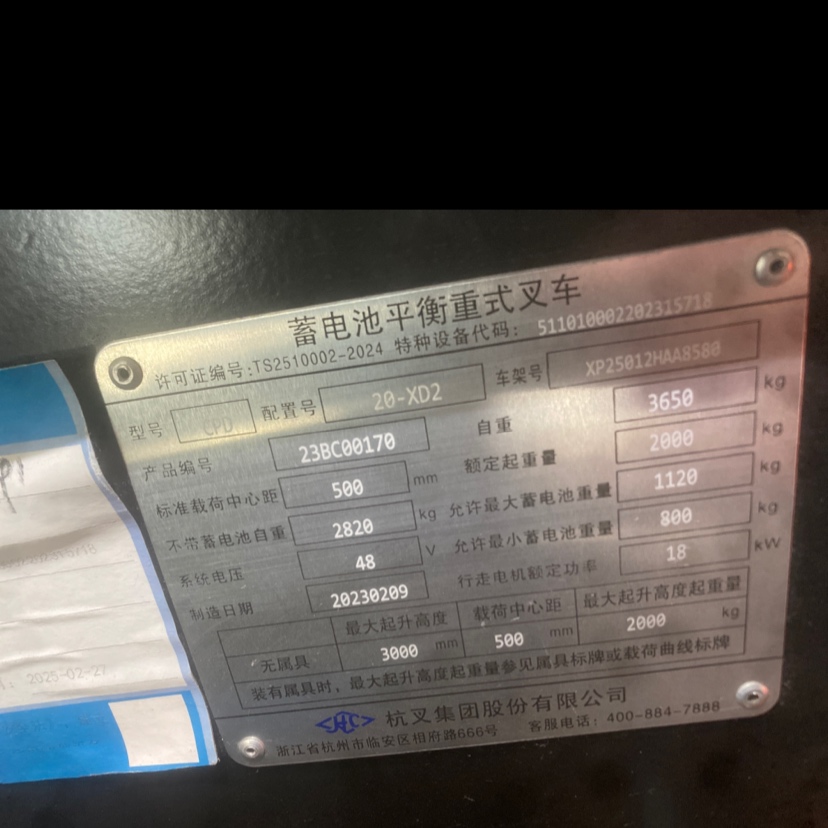 蓄电池平衡重式叉车
许可证编号:TS2510002-2024 特种设备代码: 511010002202315718
型号 CPD 配置号 20-XD2 车架号 XP25012HAA8580
产品编号 23BC00170 自重 3650 kg
标准载荷中心距 500 mm 额定起重量 2000 kg
不带蓄电池自重 2820 kg 允许最大蓄电池重量 1120 kg
系统电压 48 V 允许最小蓄电池重量 800 kg
制造日期 20230209 行走电机额定功率 18 kW
最大起升高度 载荷中心距 最大起升高度起重量
无属具 3000 mm 500 mm 2000 kg
装有属具时，最大起升高度起重量参见属具标牌或载荷曲线标牌
HC 杭叉集团股份有限公司
浙江省杭州市临安区相府路666号 客服电话：400-884-7888
2025-02-27